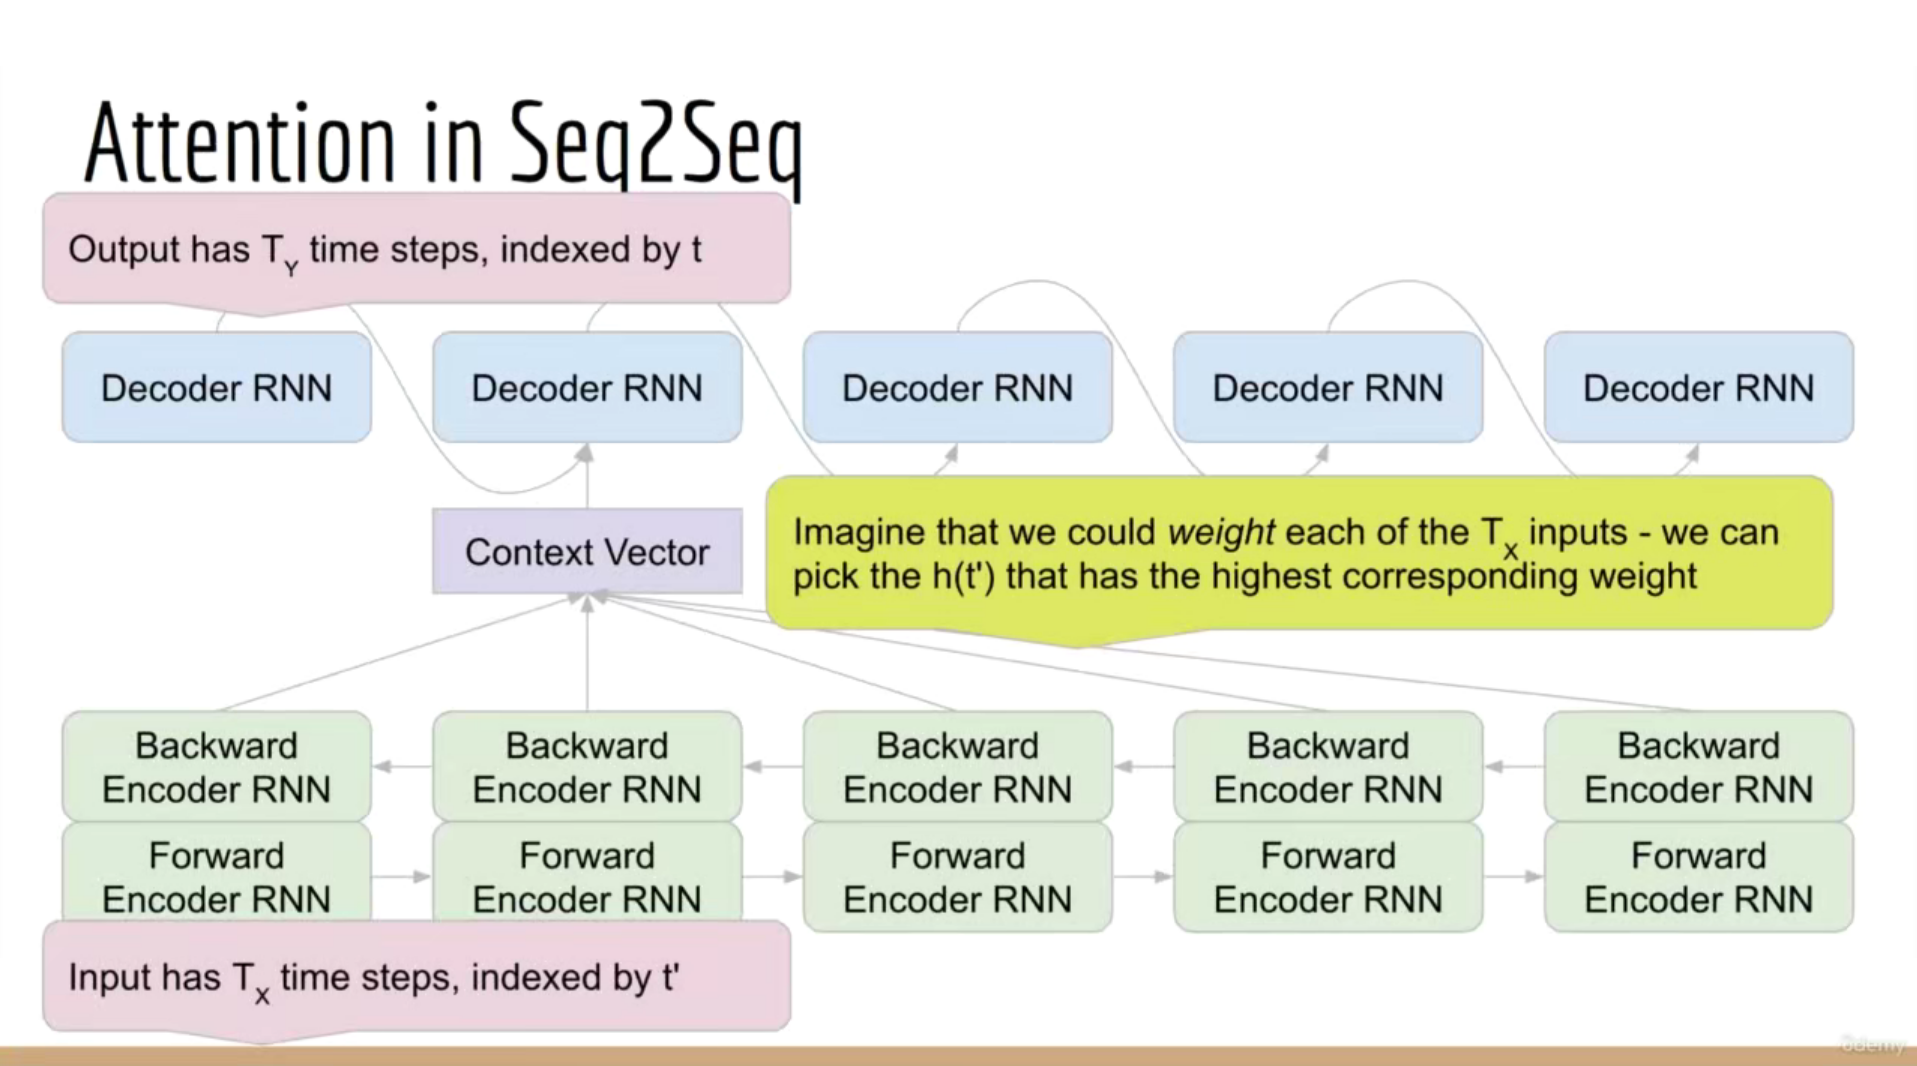 Attention in Seq2Seq
Output has T_Y time steps, indexed by t
Decoder RNN
Decoder RNN
Decoder RNN
Decoder RNN
Decoder RNN
Context Vector
Imagine that we could weight each of the T_X inputs - we can
pick the h(t') that has the highest corresponding weight
Backward
Encoder RNN
Backward
Encoder RNN
Backward
Encoder RNN
Backward
Encoder RNN
Backward
Encoder RNN
Forward
Encoder RNN
Forward
Encoder RNN
Forward
Encoder RNN
Forward
Encoder RNN
Forward
Encoder RNN
Input has T_X time steps, indexed by t'
ûdemy